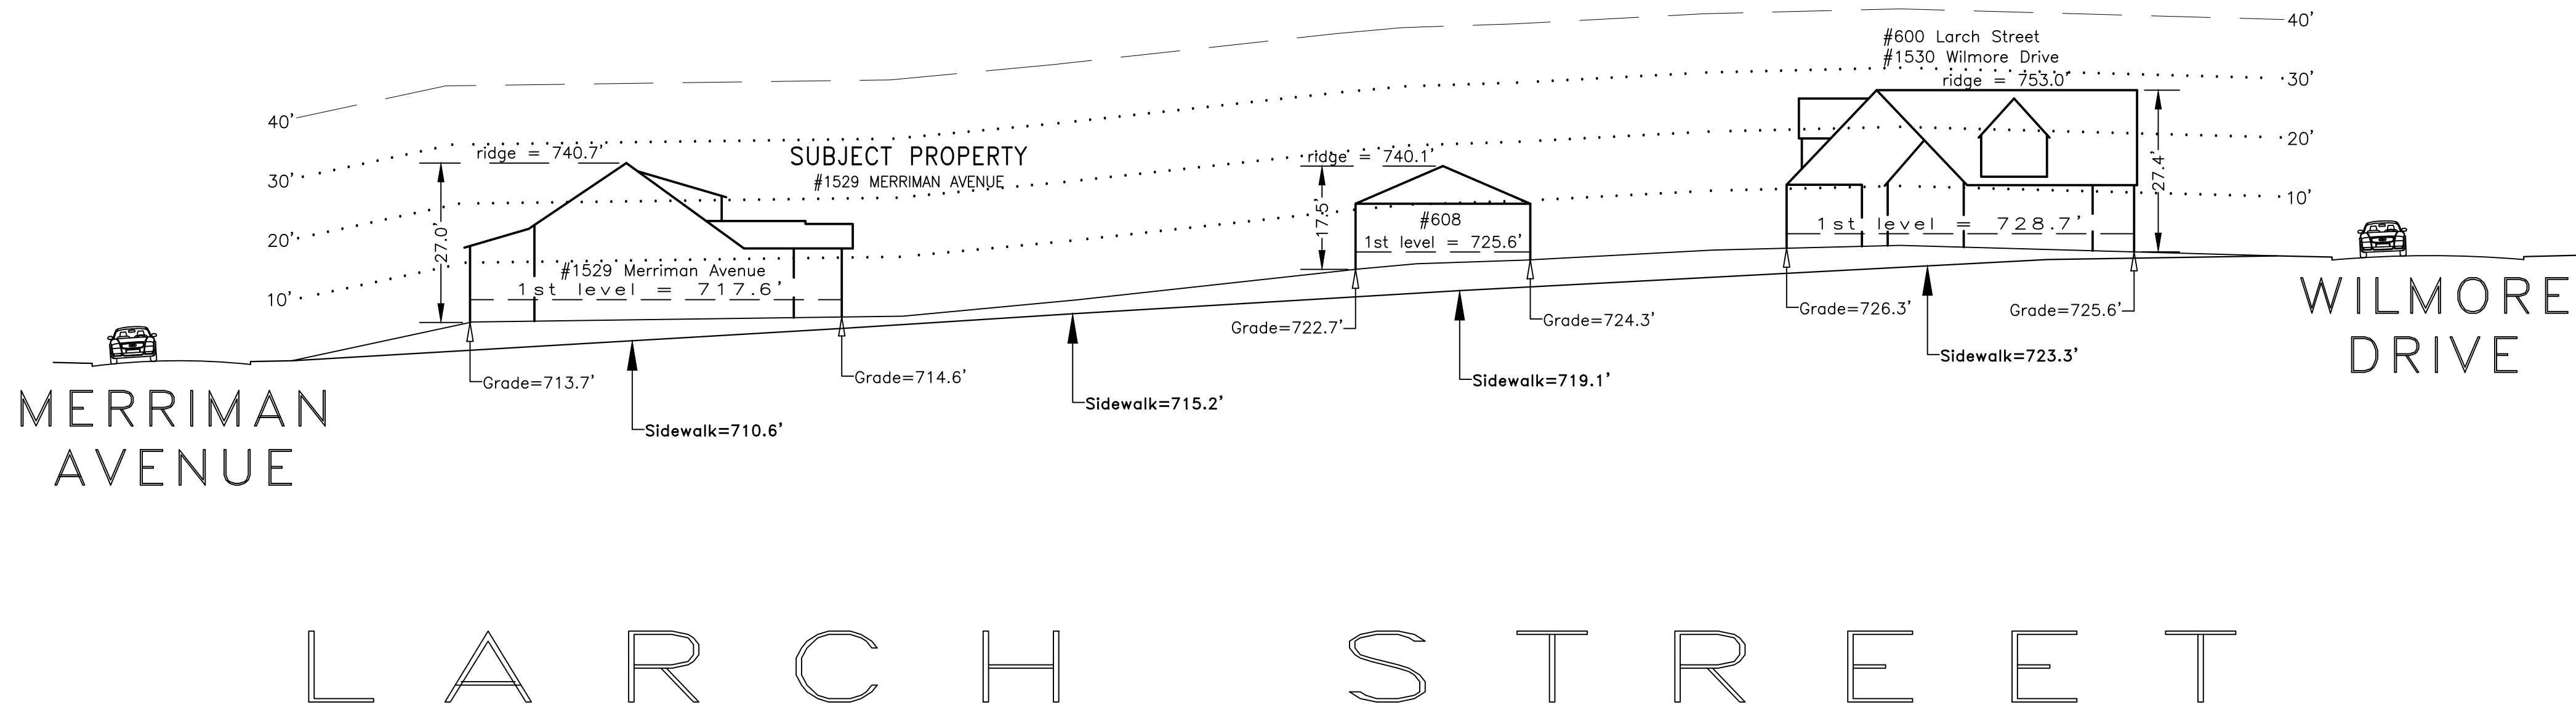 40'
#600 Larch Street
#1530 Wilmore Drive
ridge = 753.0'
30'
40'
20'
ridge = 740.7'
SUBJECT PROPERTY
#1529 MERRIMAN AVENUE
ridge = 740.1'
30'
27.4'
10'
27.0'
17.5'
#608
1st level = 725.6'
1st level = 728.7'
20'
#1529 Merriman Avenue
1st level = 717.6'
10'
WILMORE
DRIVE
Grade=726.3'
Grade=725.6'
Grade=722.7'
Grade=724.3'
Sidewalk=723.3'
Grade=713.7'
Grade=714.6'
Sidewalk=719.1'
Sidewalk=715.2'
Sidewalk=710.6'
MERRIMAN
AVENUE
LARCH STREET